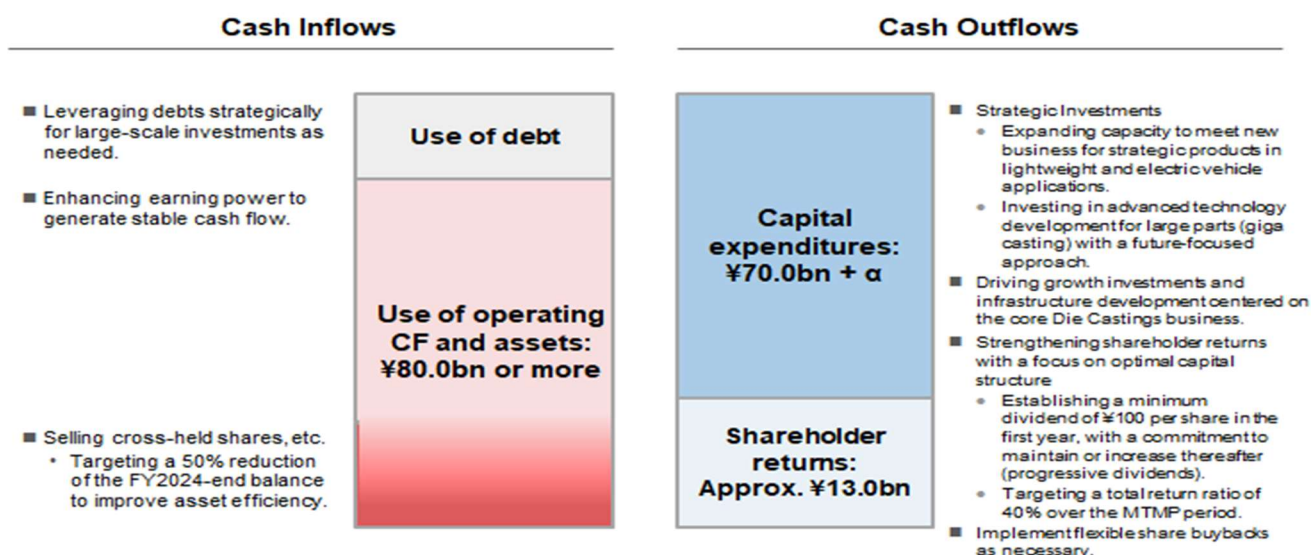 Cash Inflows
■ Leveraging debts strategically
for large-scale investments as
needed.
■ Enhancing earning power to
generate stable cash flow.
■ Selling cross-held shares, etc.
• Targeting a 50% reduction
of the FY2024-end balance
to improve asset efficiency.
Use of debt
Use of operating
CF and assets:
¥80.0bn or more
Cash Outflows
Capital
expenditures:
¥70.0bn + α
Shareholder
returns:
Approx. ¥13.0bn
■ Strategic Investments
• Expanding capacity to meet new
business for strategic products in
lightweight and electric vehicle
applications.
• Investing in advanced technology
development for large parts (giga
casting) with a future-focused
approach.
■ Driving growth investments and
infrastructure development centered on
the core Die Castings business.
■ Strengthening shareholder returns
with a focus on optimal capital
structure
• Establishing a minimum
dividend of ¥100 per share in the
first year, with a commitment to
maintain or increase thereafter
(progressive dividends).
• Targeting a total return ratio of
40% over the MTMP period.
■ Implement flexible share buybacks
as necessary.